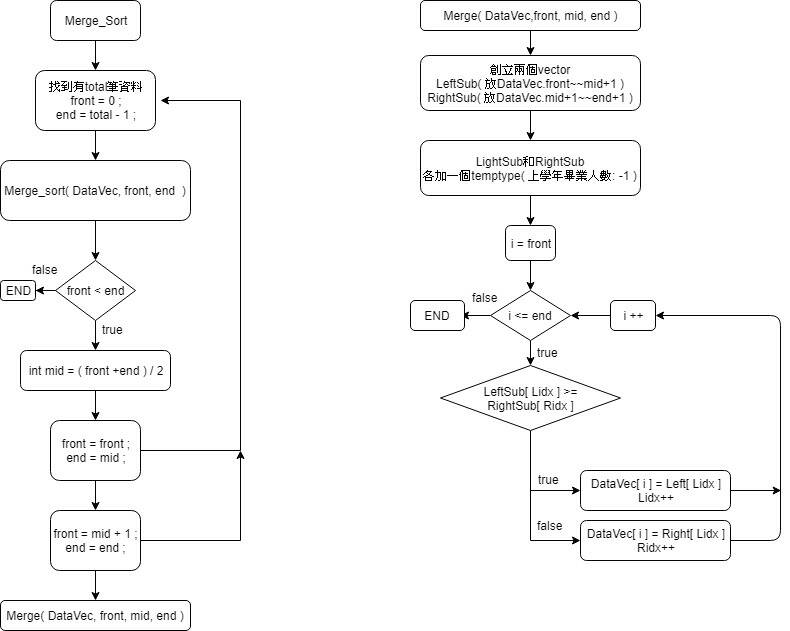 Merge_Sort
找到有total筆資料
front = 0 ;
end = total - 1 ;
Merge_sort( DataVec, front, end )
false
END
front < end
true
int mid = ( front +end ) / 2
front = front ;
end = mid ;
front = mid + 1 ;
end = end ;
Merge( DataVec, front, mid, end )
Merge( DataVec,front, mid, end )
創立兩個vector
LeftSub( 放DataVec.front~~mid+1 )
RightSub( 放DataVec.mid+1~~end+1 )
LightSub和RightSub
各加一個temptype( 上學年畢業人數: -1 )
i = front
false
END
i <= end
i ++
true
LeftSub[ Lidx ] >=
RightSub[ Ridx ]
true
DataVec[ i ] = Left[ Lidx ]
Lidx++
false
DataVec[ i ] = Right[ Lidx ]
Ridx++